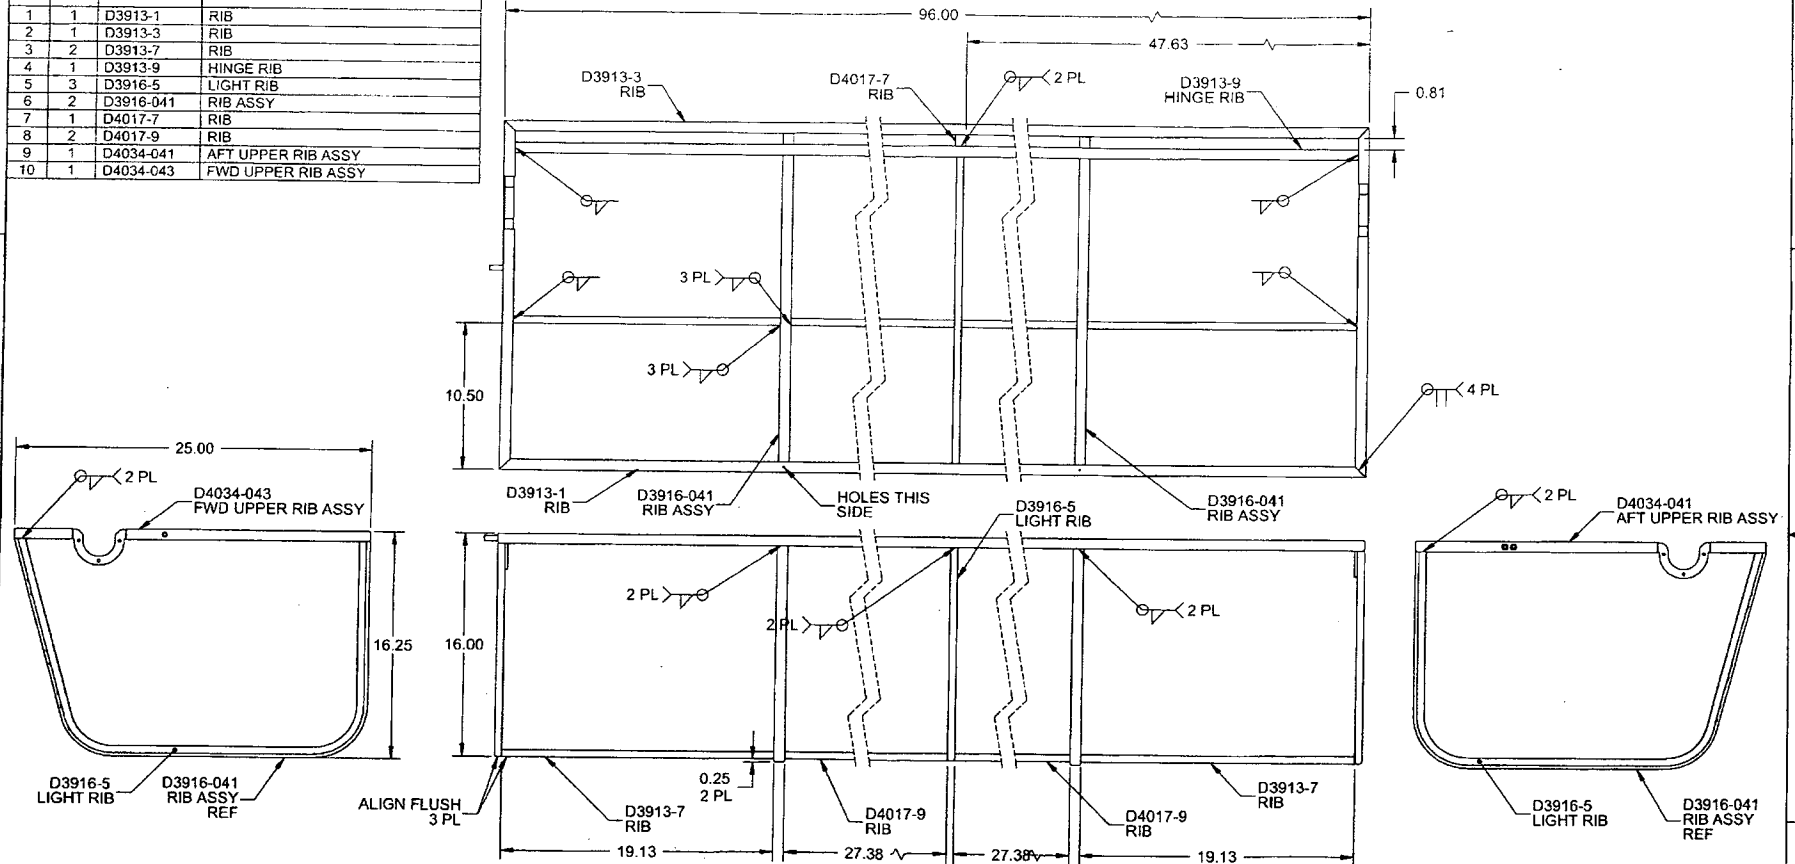 1 1 D3913-1 RIB
2 1 D3913-3 RIB
3 2 D3913-7 RIB
4 1 D3913-9 HINGE RIB
5 3 D3916-5 LIGHT RIB
6 2 D3916-041 RIB ASSY
7 1 D4017-7 RIB
8 2 D4017-9 RIB
9 1 D4034-041 AFT UPPER RIB ASSY
10 1 D4034-043 FWD UPPER RIB ASSY
96.00
47.63
D3913-3
RIB
D4017-7
RIB
2 PL
D3913-9
HINGE RIB
0.81
3 PL
3 PL
10.50
4 PL
D3913-1
RIB
D3916-041
RIB ASSY
HOLES THIS
SIDE
D3916-5
LIGHT RIB
D3916-041
RIB ASSY
25.00
2 PL
D4034-043
FWD UPPER RIB ASSY
16.25
D3916-5
LIGHT RIB
D3916-041
RIB ASSY
REF
16.00
2 PL
2 PL
2 PL
ALIGN FLUSH
3 PL
D3913-7
RIB
0.25
2 PL
D4017-9
RIB
D4017-9
RIB
D3913-7
RIB
19.13
27.38
27.38
19.13
2 PL
D4034-041
AFT UPPER RIB ASSY
D3916-5
LIGHT RIB
D3916-041
RIB ASSY
REF